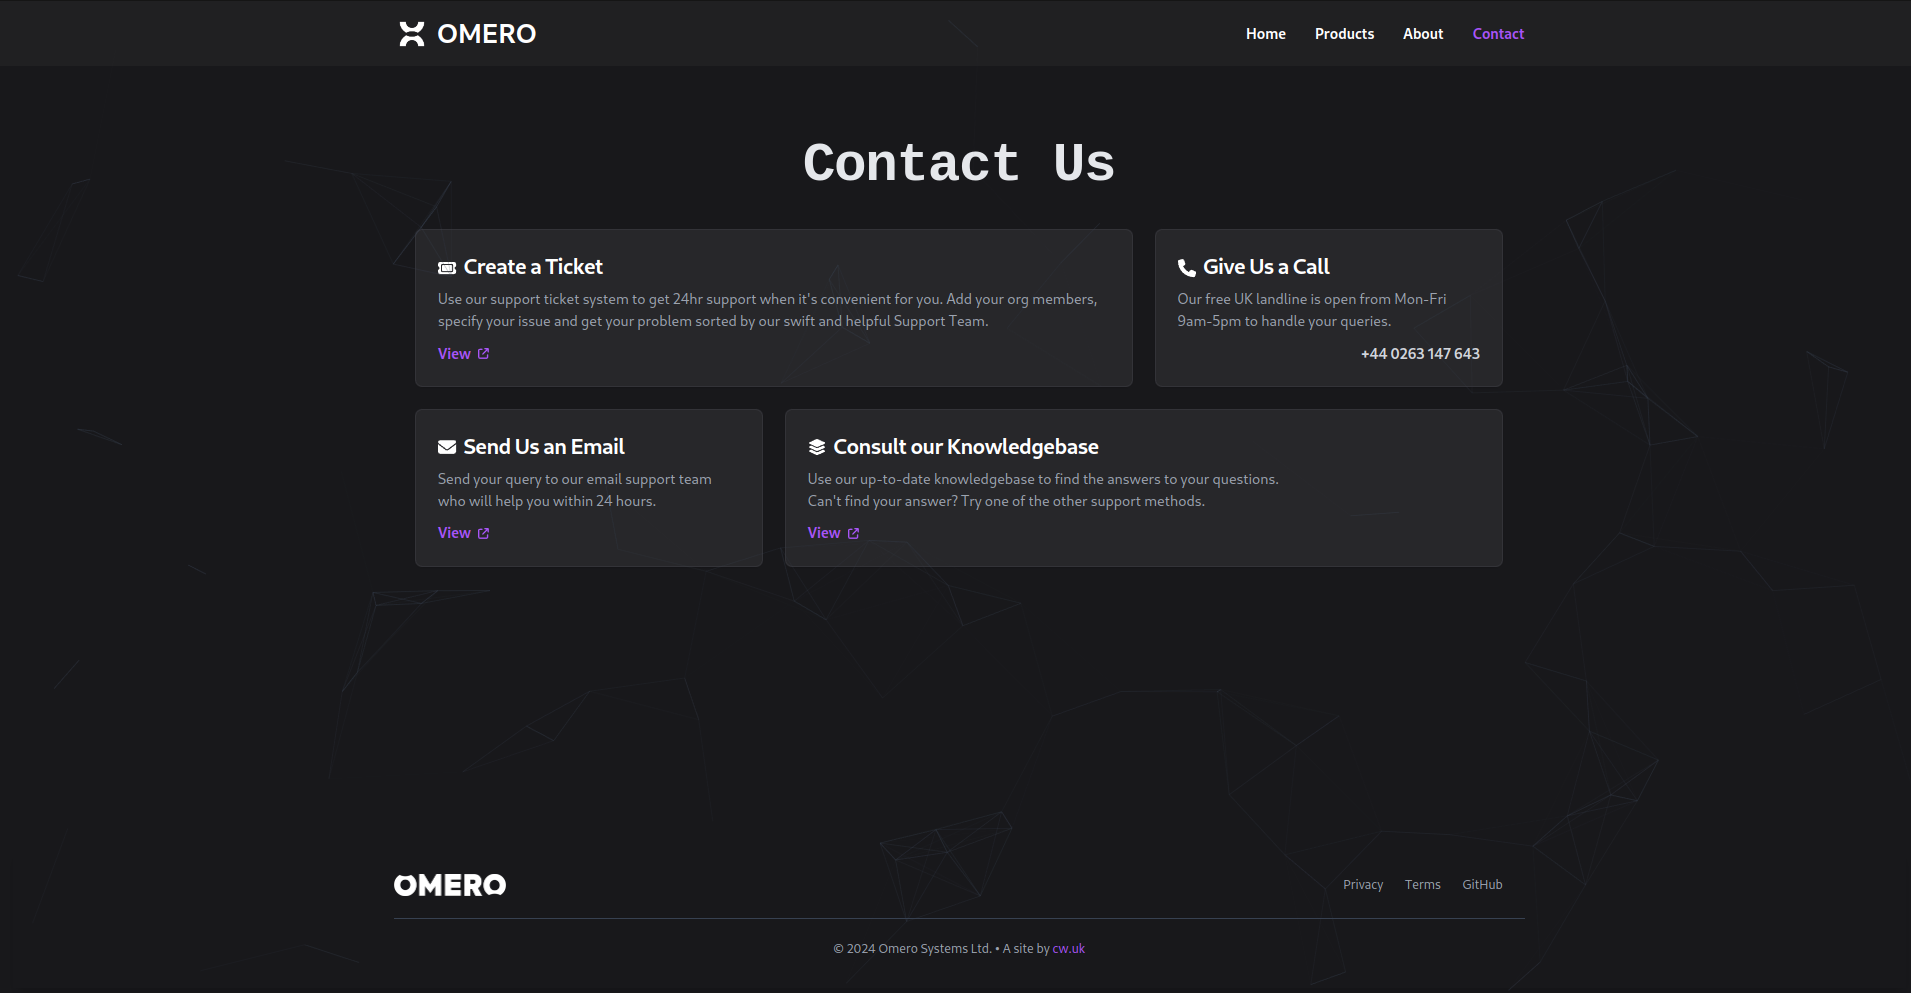 OMERO
Home Products About Contact
Contact Us
Create a Ticket
Use our support ticket system to get 24hr support when it's convenient for you. Add your org members,
specify your issue and get your problem sorted by our swift and helpful Support Team.
View
Give Us a Call
Our free UK landline is open from Mon-Fri
9am-5pm to handle your queries.
+44 0263 147 643
Send Us an Email
Send your query to our email support team
who will help you within 24 hours.
View
Consult our Knowledgebase
Use our up-to-date knowledgebase to find the answers to your questions.
Can't find your answer? Try one of the other support methods.
View
OMERO
Privacy Terms GitHub
© 2024 Omero Systems Ltd. • A site by cw.uk